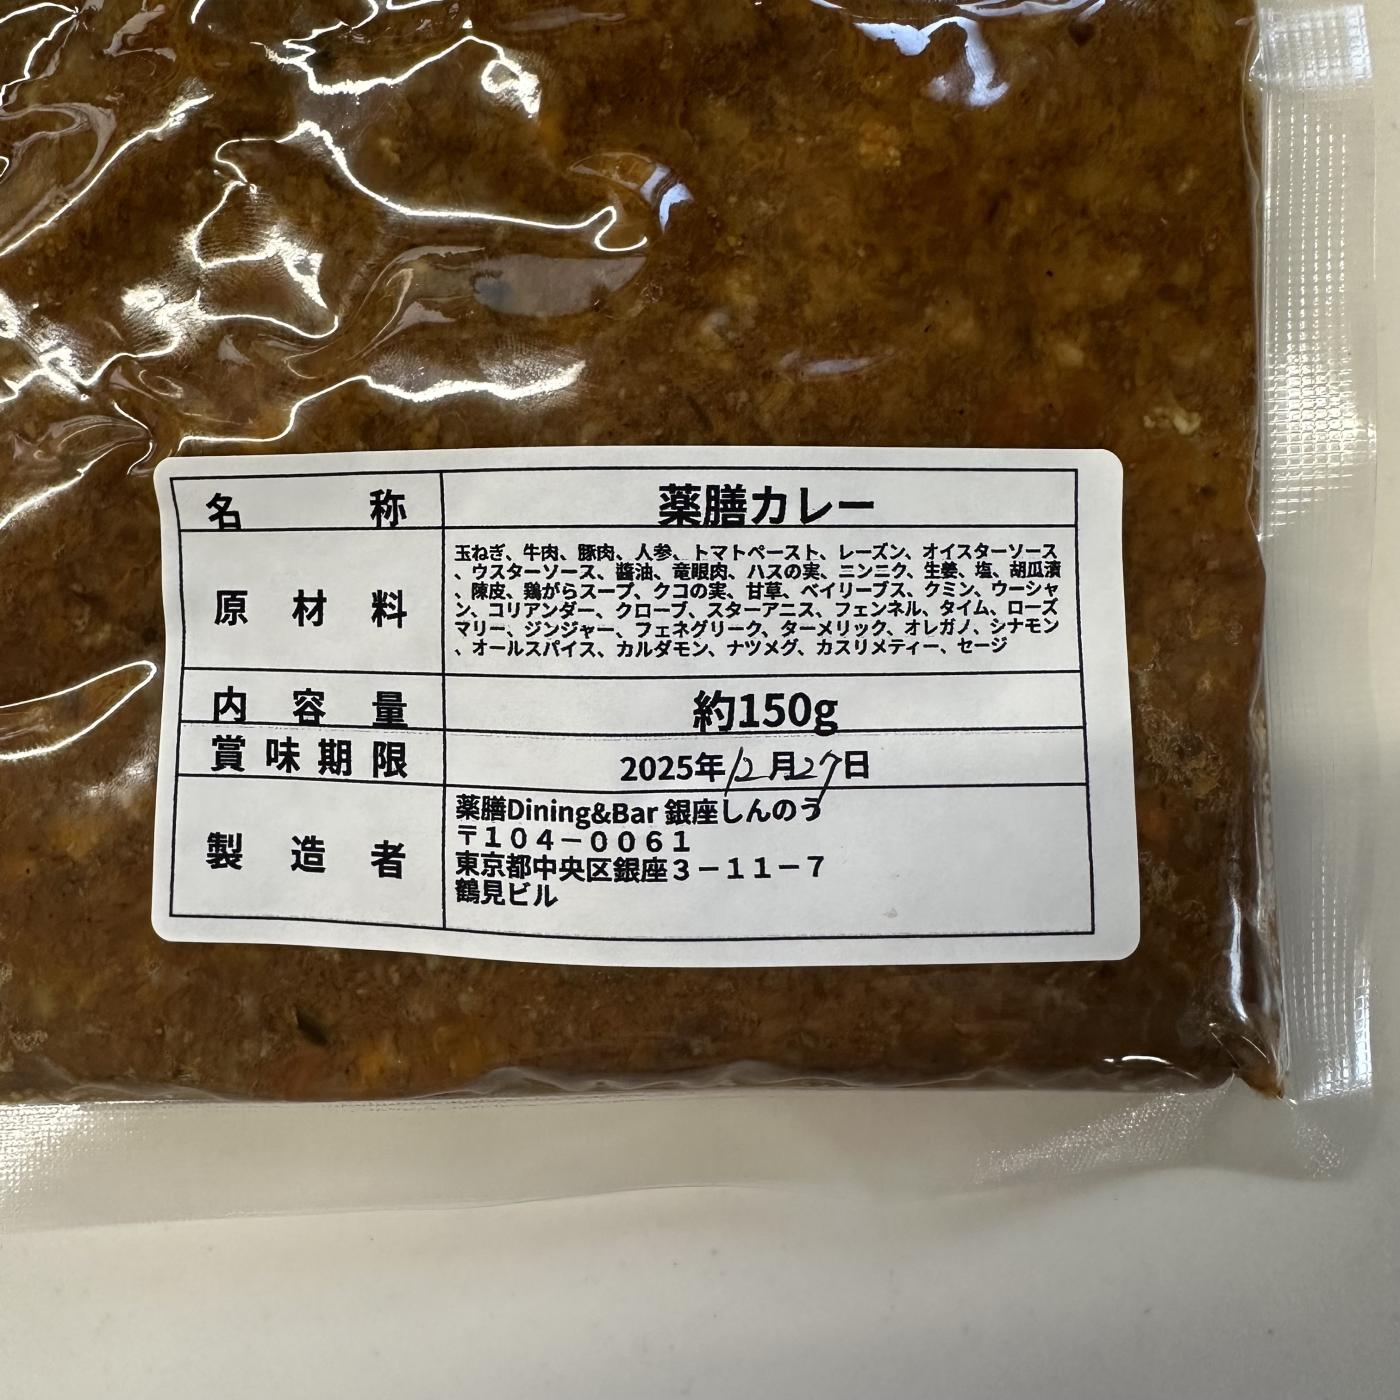 名称 薬膳カレー
原材料 玉ねぎ、牛肉、豚肉、人参、トマトペースト、レーズン、オイスターソース
、ウスターソース、醬油、竜眼肉、ハスの実、ニンニク、生姜、塩、胡瓜漬
、陳皮、鶏がらスープ、クコの実、甘草、ベイリーブス、クミン、ウーシャ
ン、コリアンダー、クローブ、スターアニス、フェンネル、タイム、ローズ
マリー、ジンジャー、フェネグリーク、ターメリック、オレガノ、シナモン
、オールスパイス、カルダモン、ナツメグ、カスリメティー、セージ
内容量 約150g
賞味期限 2025年12月27日
製造者 薬膳Dining&Bar 銀座しんのう
〒104－0061
東京都中央区銀座3－11－7
鶴見ビル